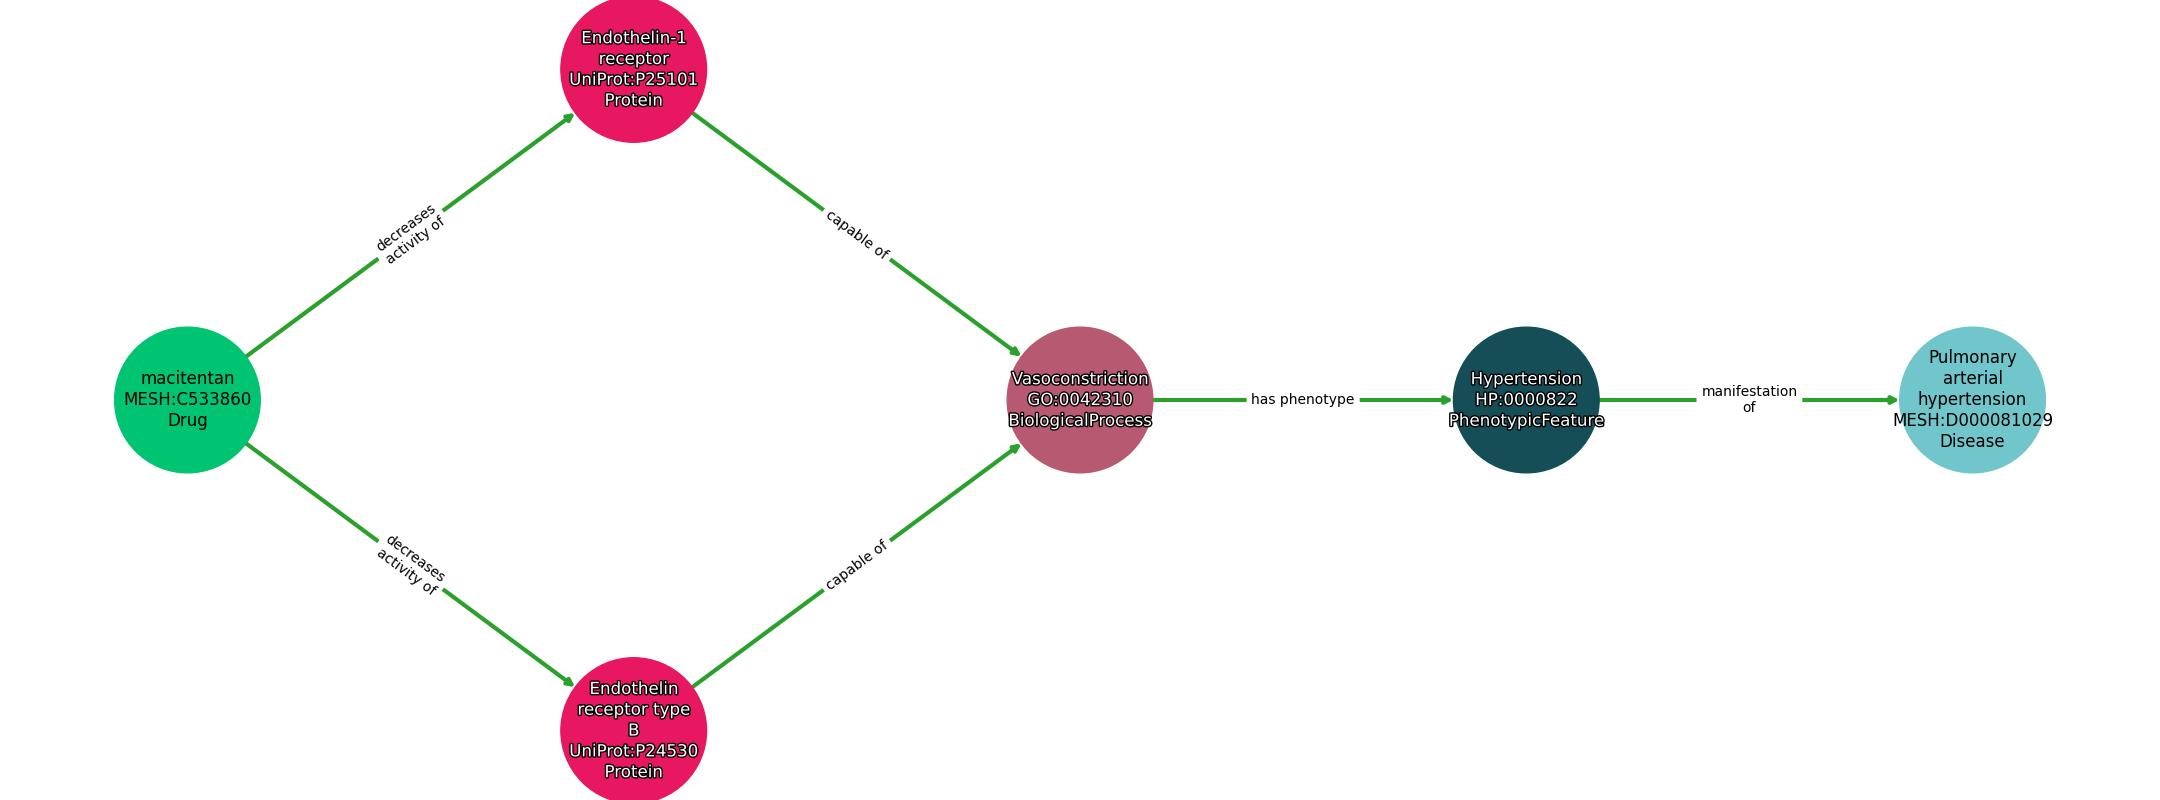 Endothelin-1
receptor
UniProt:P25101
Protein
decreases
activity of
capable of
macitentan
MESH:C533860
Drug
Vasoconstriction
GO:0042310
BiologicalProcess
has phenotype
Hypertension
HP:0000822
PhenotypicFeature
manifestation
of
Pulmonary
arterial
hypertension
MESH:D000081029
Disease
decreases
activity of
capable of
Endothelin
receptor type
B
UniProt:P24530
Protein